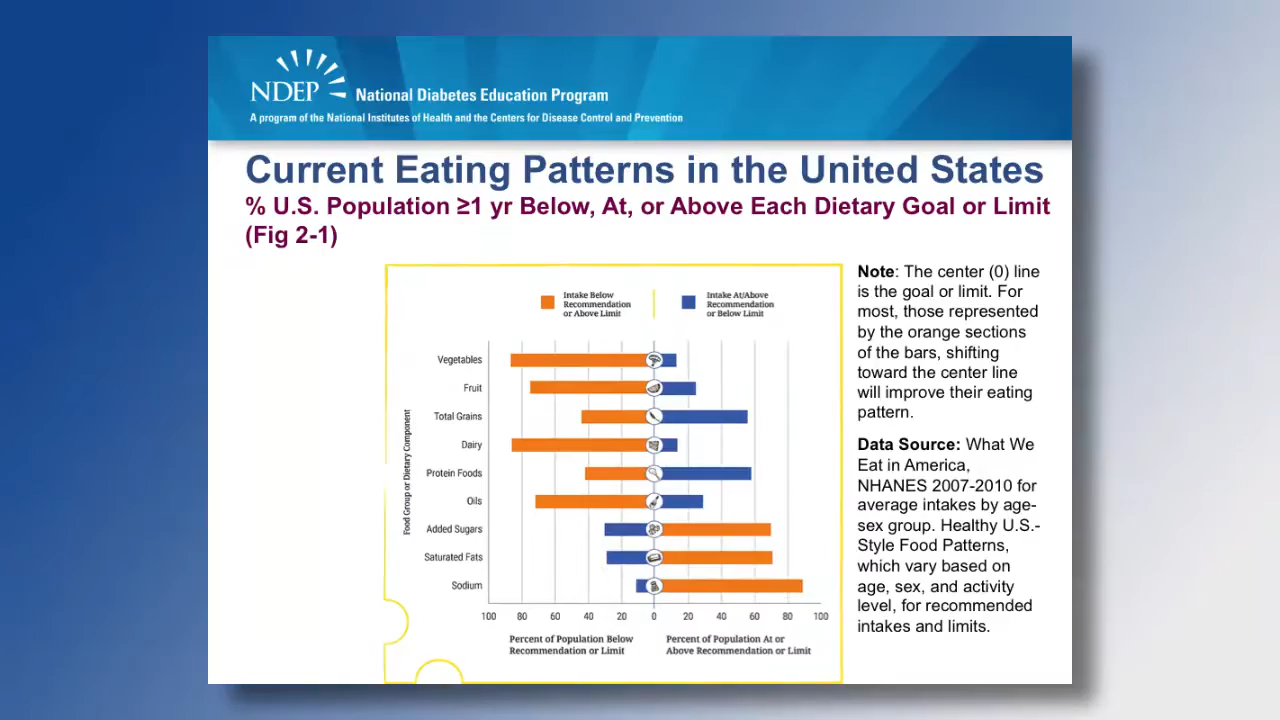 NDEP
National Diabetes Education Program
A program of the National Institutes of Health and the Centers for Disease Control and Prevention
Current Eating Patterns in the United States
% U.S. Population ≥1 yr Below, At, or Above Each Dietary Goal or Limit
(Fig 2-1)
Intake Below
Recommendation
or Above Limit
Intake At/Above
Recommendation
or Below Limit
Food Group or Dietary Component
Vegetables
Fruit
Total Grains
Dairy
Protein Foods
Oils
Added Sugars
Saturated Fats
Sodium
100 80 60 40 20 0 20 40 60 80 100
Percent of Population Below
Recommendation or Limit
Percent of Population At or
Above Recommendation or Limit
Note: The center (0) line
is the goal or limit. For
most, those represented
by the orange sections
of the bars, shifting
toward the center line
will improve their eating
pattern.
Data Source: What We
Eat in America,
NHANES 2007-2010 for
average intakes by age-
sex group. Healthy U.S.-
Style Food Patterns,
which vary based on
age, sex, and activity
level, for recommended
intakes and limits.